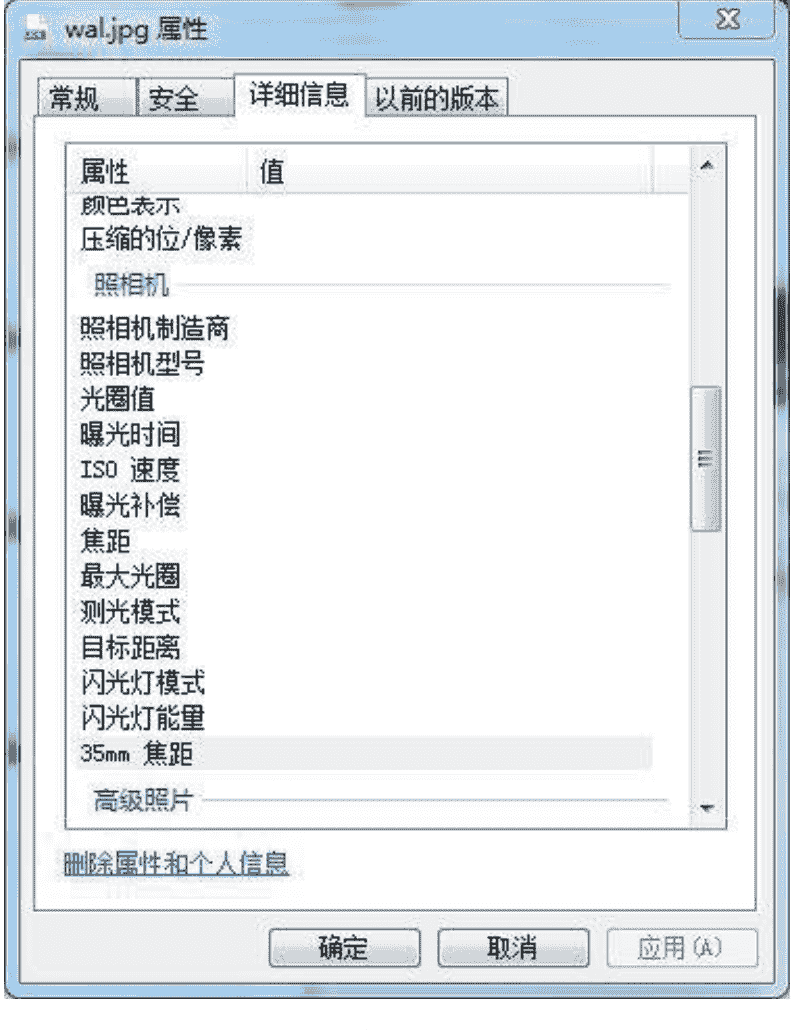 wal.jpg 属性
常规 安全 详细信息 以前的版本
属性 值
颜色表示
压缩的位/像素
照相机
照相机制造商
照相机型号
光圈值
曝光时间
ISO 速度
曝光补偿
焦距
最大光圈
测光模式
目标距离
闪光灯模式
闪光灯能量
35mm 焦距
高级照片
删除属性和个人信息
确定 取消 应用(A)